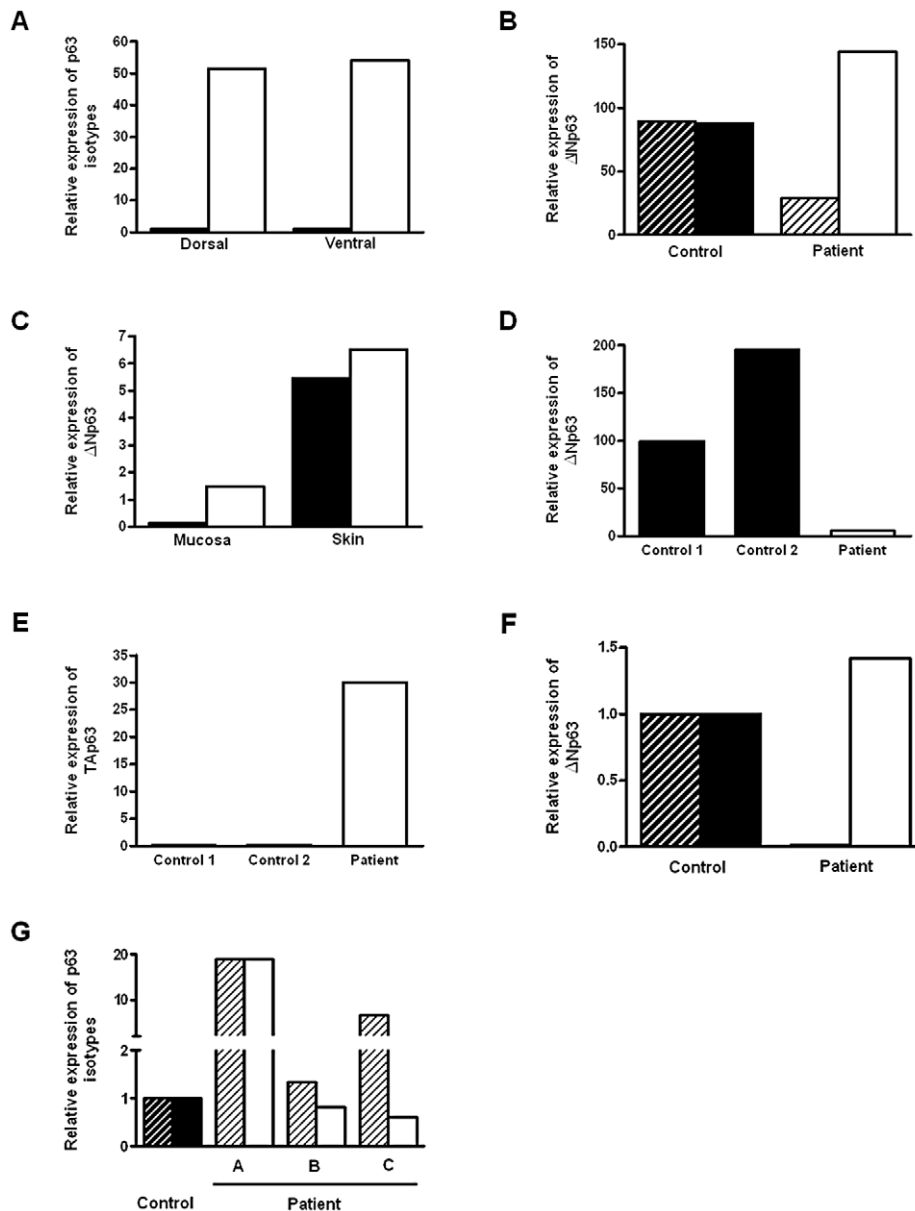 A
Relative expression of p63
isotypes
60
50
40
30
20
10
0
Dorsal
Ventral
B
Relative expression of
ΔNp63
150
100
50
0
Control
Patient
C
Relative expression of
ΔNp63
7
6
5
4
3
2
1
0
Mucosa
Skin
D
Relative expression of
ΔNp63
200
150
100
50
0
Control 1
Control 2
Patient
E
Relative expression of
TAp63
35
30
25
20
15
10
5
0
Control 1
Control 2
Patient
F
Relative expression of
ΔNp63
1.5
1.0
0.5
0.0
Control
Patient
G
Relative expression of p63
isotypes
20
10
2
1
0
A
B
C
Control
Patient